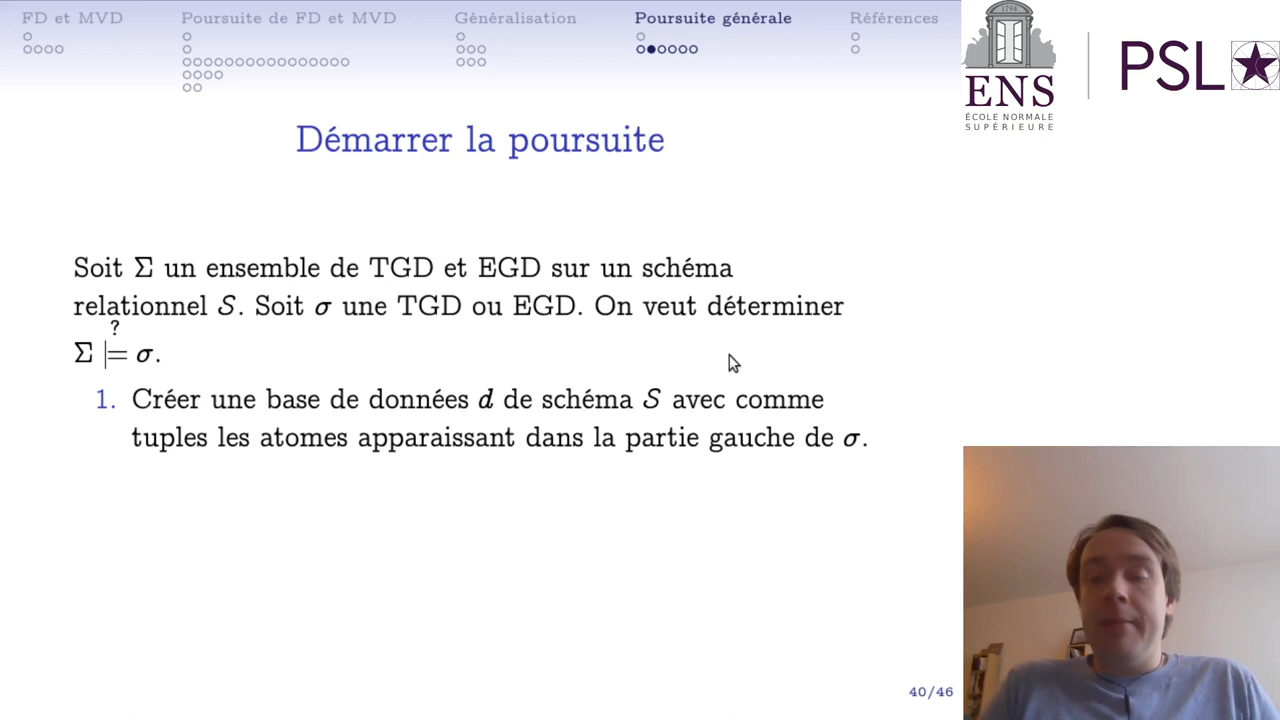 FD et MVD
Poursuite de FD et MVD
Généralisation
Poursuite générale
Références
1794
ENS
ÉCOLE NORMALE
SUPÉRIEURE
PSL
Démarrer la poursuite
Soit Σ un ensemble de TGD et EGD sur un schéma
relationnel 𝒮. Soit σ une TGD ou EGD. On veut déterminer
?
Σ |= σ.
1. Créer une base de données d de schéma 𝒮 avec comme
tuples les atomes apparaissant dans la partie gauche de σ.
40/46